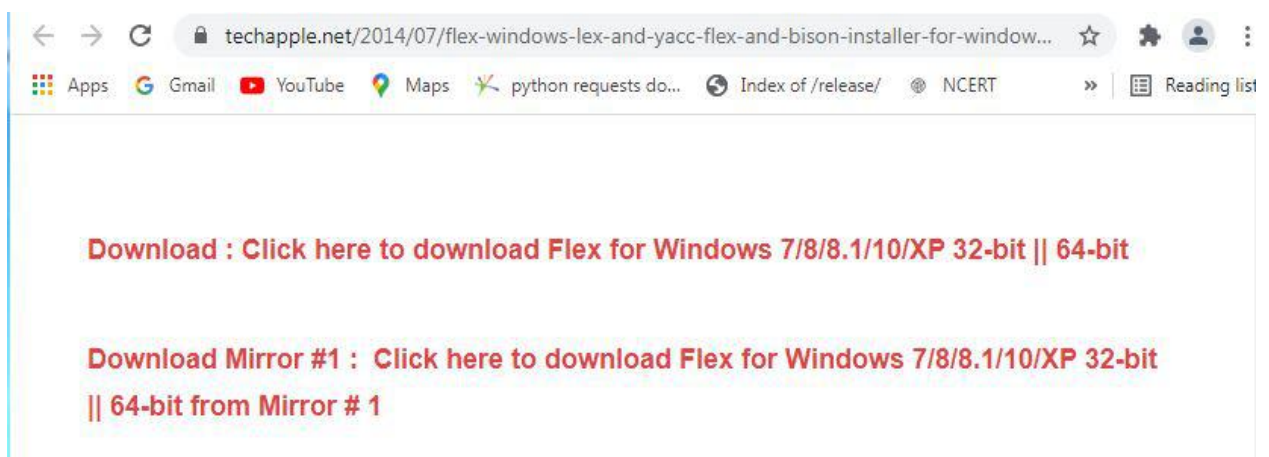 techapple.net/2014/07/flex-windows-lex-and-yacc-flex-and-bison-installer-for-window...
Apps Gmail YouTube Maps python requests do... Index of /release/ NCERT » Reading list
Download : Click here to download Flex for Windows 7/8/8.1/10/XP 32-bit || 64-bit
Download Mirror #1 : Click here to download Flex for Windows 7/8/8.1/10/XP 32-bit
|| 64-bit from Mirror # 1